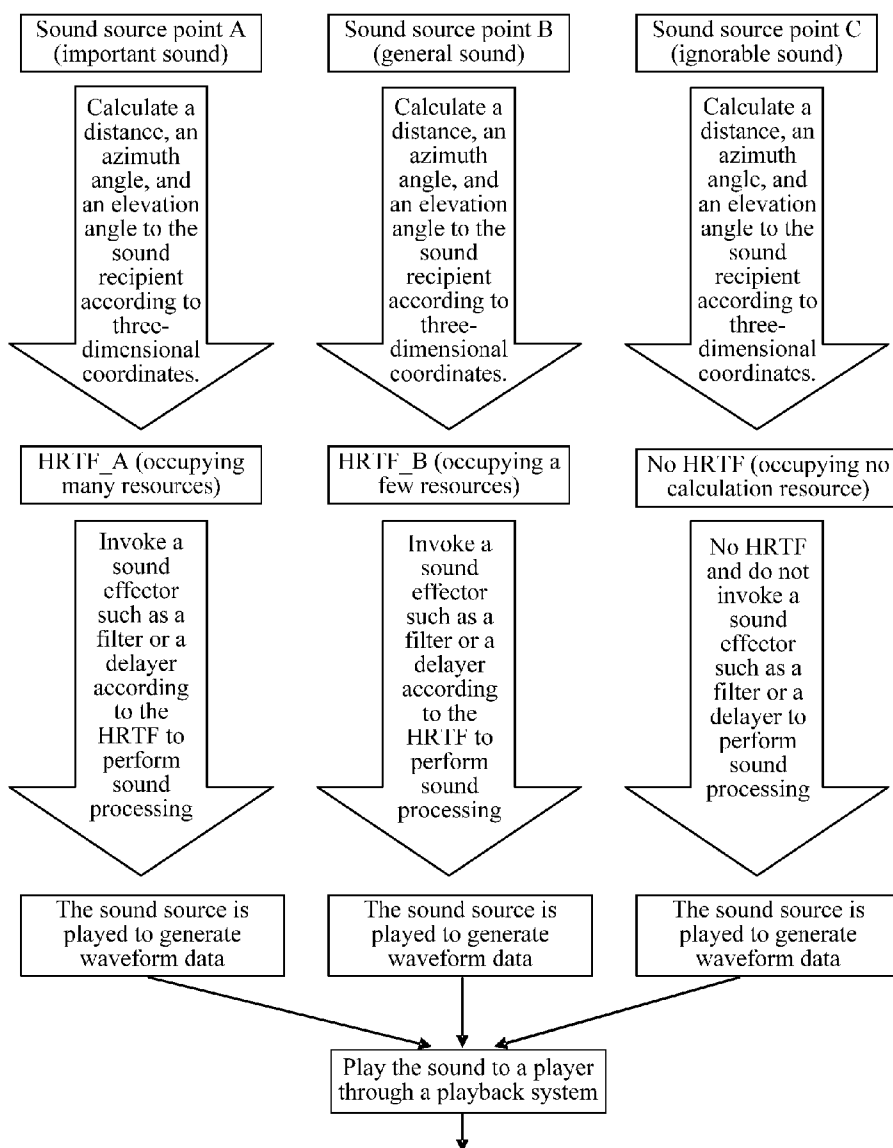 Sound source point A
(important sound)
Sound source point B
(general sound)
Sound source point C
(ignorable sound)
Calculate a
distance, an
azimuth
angle, and
an elevation
angle to the
sound
recipient
according to
three-
dimensional
coordinates.
Calculate a
distance, an
azimuth
angle, and
an elevation
angle to the
sound
recipient
according to
three-
dimensional
coordinates.
Calculate a
distance, an
azimuth
angle, and
an elevation
angle to the
sound
recipient
according to
three-
dimensional
coordinates.
HRTF_A (occupying
many resources)
HRTF_B (occupying a
few resources)
No HRTF (occupying no
calculation resource)
Invoke a
sound
effector
such as a
filter or a
delayer
according
to the
HRTF to
perform
sound
processing
Invoke a
sound
effector
such as a
filter or a
delayer
according
to the
HRTF to
perform
sound
processing
No HRTF
and do not
invoke a
sound
effector
such as a
filter or a
delayer to
perform
sound
processing
The sound source is
played to generate
waveform data
The sound source is
played to generate
waveform data
The sound source is
played to generate
waveform data
Play the sound to a player
through a playback system